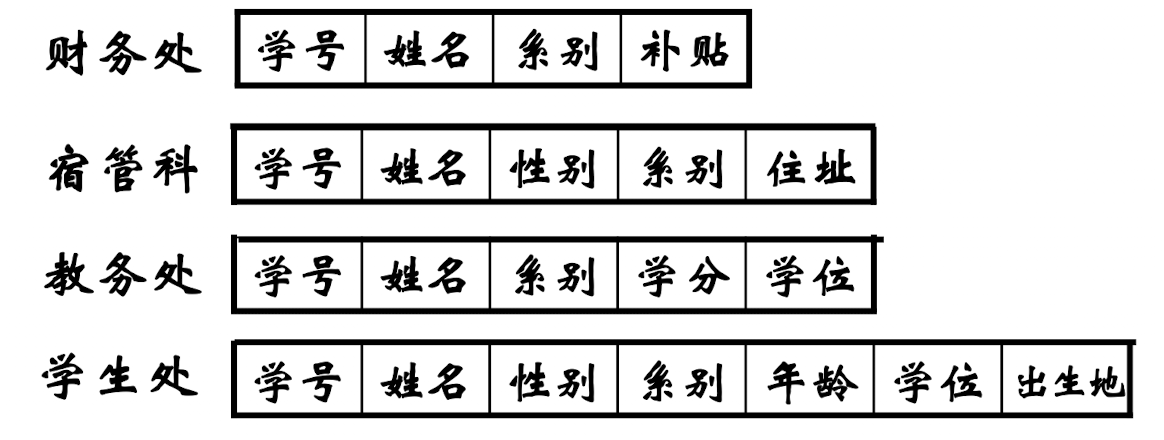 财务处 学号 姓名 系别 补贴
宿管科 学号 姓名 性别 系别 住址
教务处 学号 姓名 系别 学分 学位
学生处 学号 姓名 性别 系别 年龄 学位 出生地